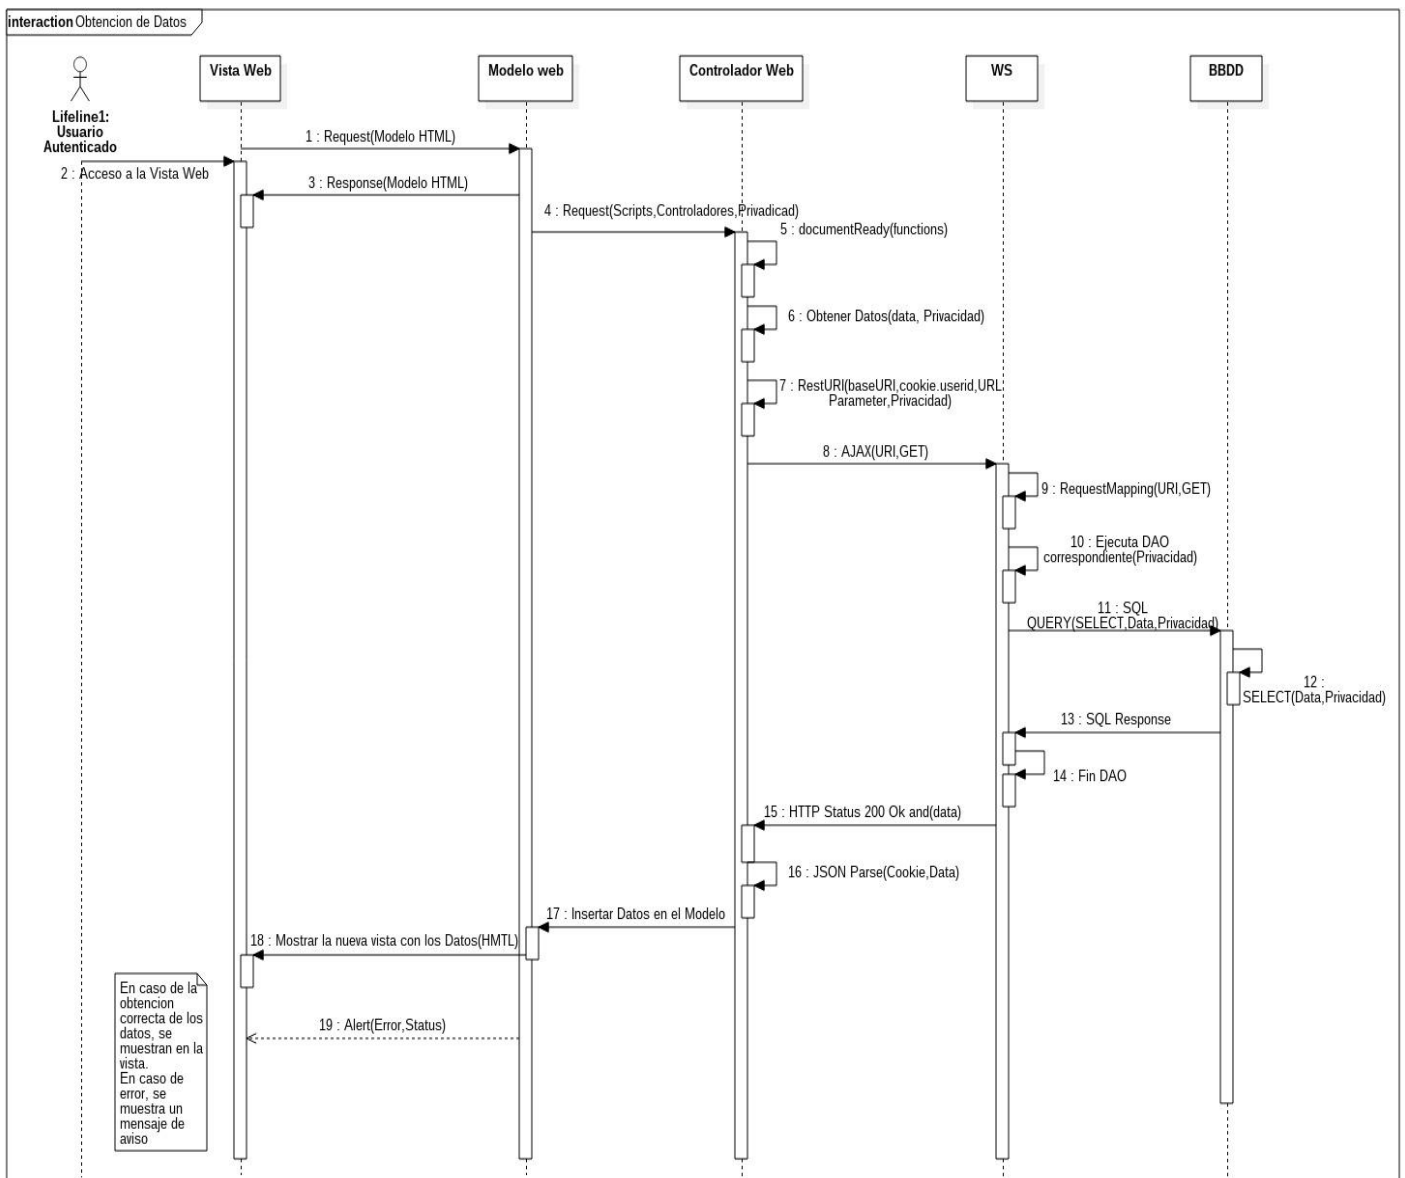 interaction Obtencion de Datos
Vista Web
Modelo web
Controlador Web
WS
BBDD
Lifeline1:
Usuario
Autenticado
1 : Request(Modelo HTML)
2 : Acceso a la Vista Web
3 : Response(Modelo HTML)
4 : Request(Scripts,Controladores,Privadicad)
5 : documentReady(functions)
6 : Obtener Datos(data, Privacidad)
7 : RestURI(baseURI,cookie.userid,URL
Parameter,Privacidad)
8 : AJAX(URI,GET)
9 : RequestMapping(URI,GET)
10 : Ejecuta DAO
correspondiente(Privacidad)
11 : SQL
QUERY(SELECT,Data,Privacidad)
12 :
SELECT(Data,Privacidad)
13 : SQL Response
14 : Fin DAO
15 : HTTP Status 200 Ok and(data)
16 : JSON Parse(Cookie,Data)
17 : Insertar Datos en el Modelo
18 : Mostrar la nueva vista con los Datos(HMTL)
19 : Alert(Error,Status)
En caso de la
obtencion
correcta de los
datos, se
muestran en la
vista.
En caso de
error, se
muestra un
mensaje de
aviso